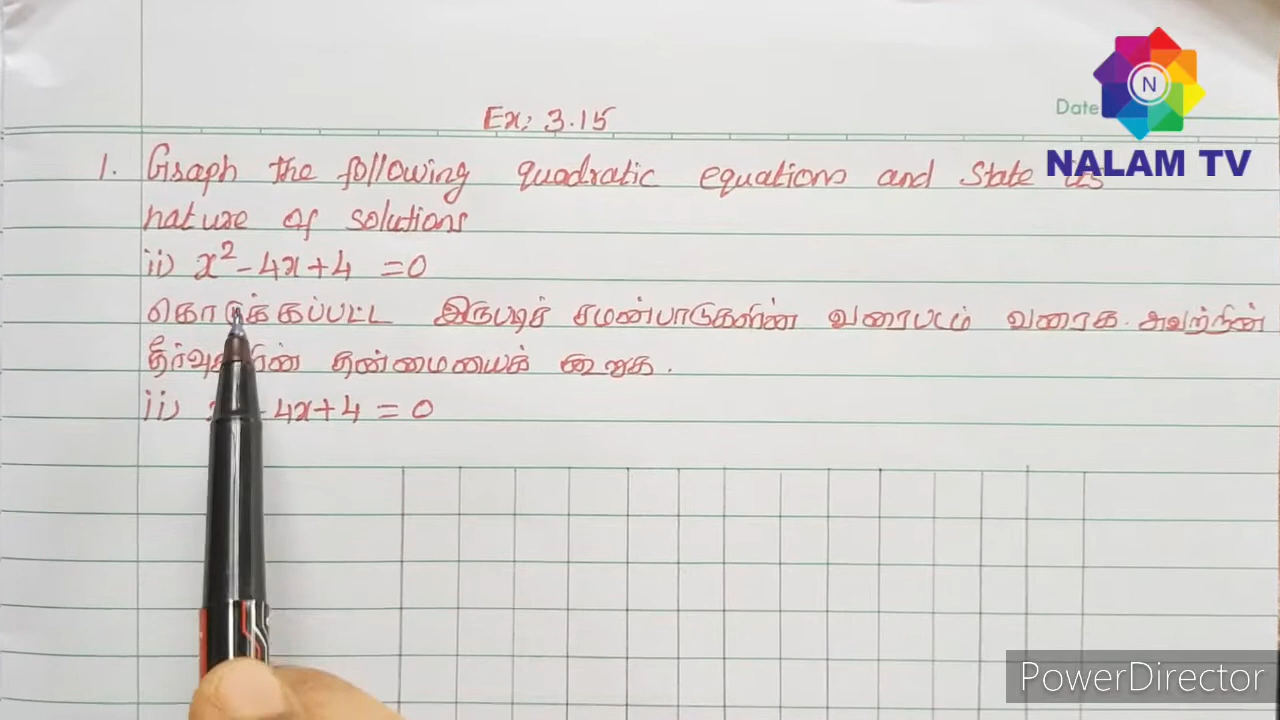 Ex: 3.15
Date
NALAM TV
N
1. Graph the following quadratic equations and state its
nature of solutions
ii) x² - 4x + 4 = 0
கொடுக்கப்பட்ட இருபடிச் சமன்பாடுகளின் வரைபடம் வரைக. அவற்றின்
தீர்வுகளின் தன்மையைக் கூறுக.
ii) - 4x + 4 = 0
PowerDirector